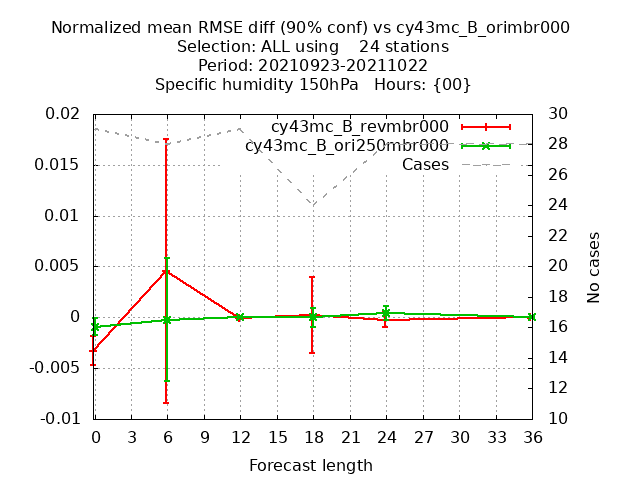 Normalized mean RMSE diff (90% conf) vs cy43mc_B_orimbr000
Selection: ALL using    24 stations
Period: 20210923-20211022
Specific humidity 150hPa   Hours: {00}
cy43mc_B_revmbr000
cy43mc_B_ori250mbr000
Cases
0.02
0.015
0.01
0.005
0
-0.005
-0.01
30
28
26
24
22
20
18
16
14
12
10
No cases
0 3 6 9 12 15 18 21 24 27 30 33 36
Forecast length